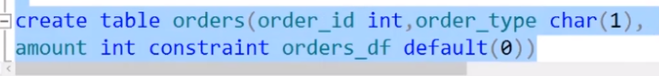 create table orders(order_id int,order_type char(1),
amount int constraint orders_df default(0))